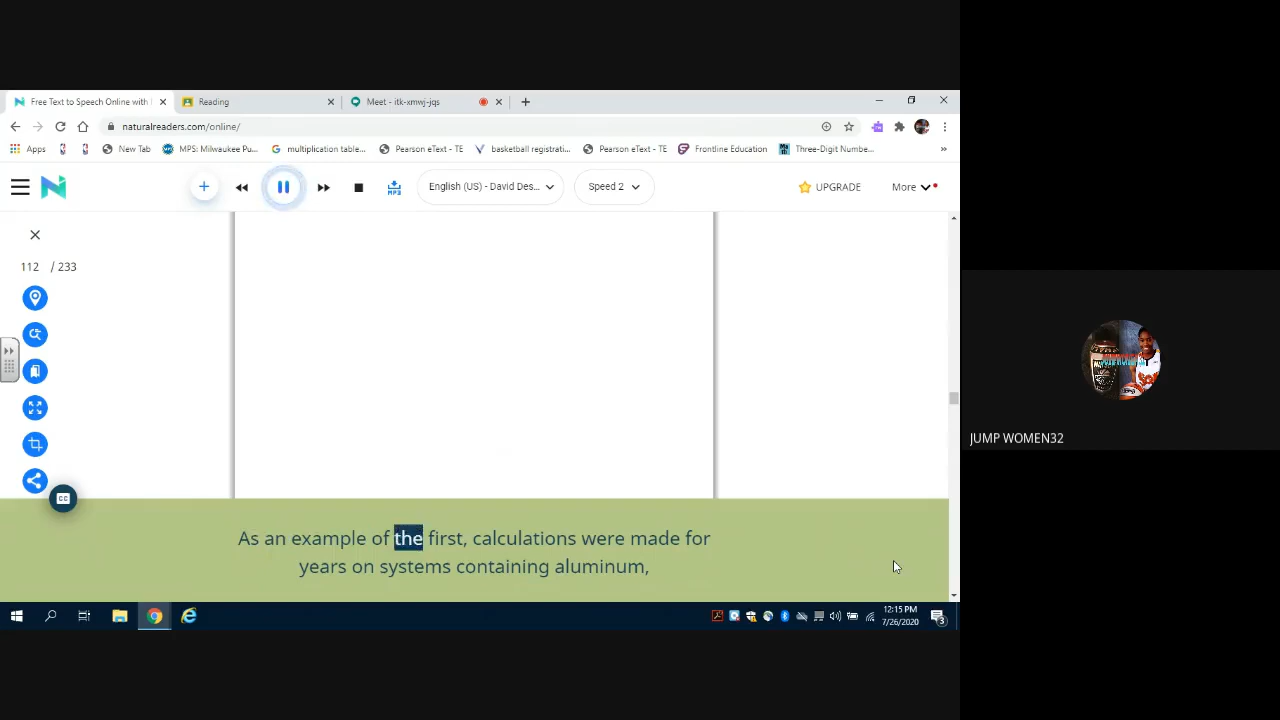 Free Text to Speech Online with
Reading
Meet - itk-xmwj-jqs
naturalreaders.com/online/
Apps
New Tab
MPS: Milwaukee Pu...
multiplication table...
Pearson eText - TE
basketball registrati...
Pearson eText - TE
Frontline Education
Three-Digit Numbe...
»
MP3
English (US) - David Des...
Speed 2
UPGRADE
More
112 / 233
CC
As an example of the first, calculations were made for
years on systems containing aluminum,
JUMP WOMEN32
12:15 PM
7/26/2020
3